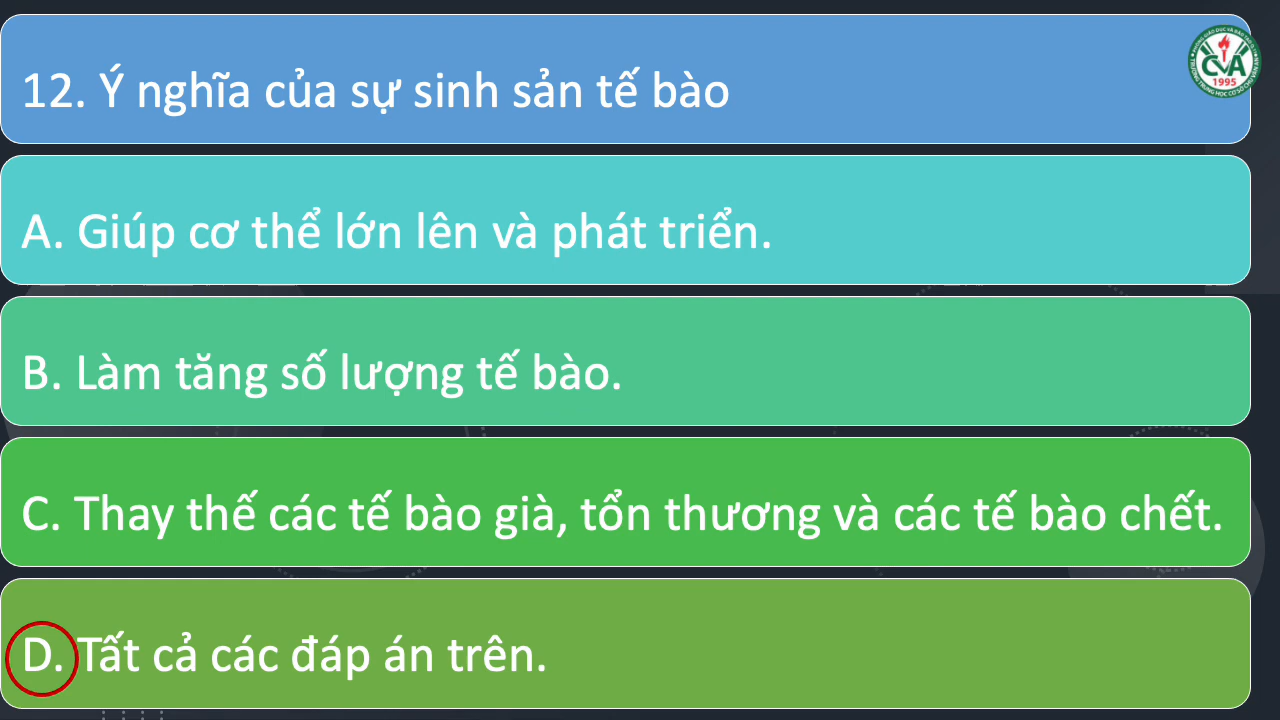 12. Ý nghĩa của sự sinh sản tế bào
A. Giúp cơ thể lớn lên và phát triển.
B. Làm tăng số lượng tế bào.
C. Thay thế các tế bào già, tổn thương và các tế bào chết.
D. Tất cả các đáp án trên.
CVA
1995